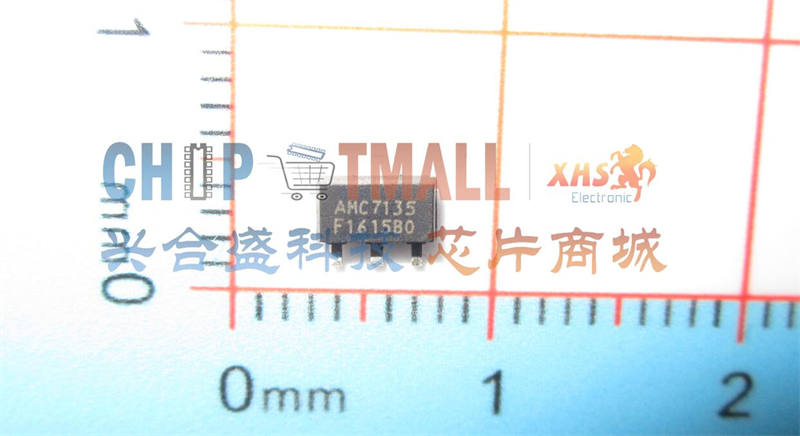 1
CHIP TMALL
XHS
Electronic
AMC7135
F1615B0
兴合盛科技 芯片商城
0mm
0mm 1 2